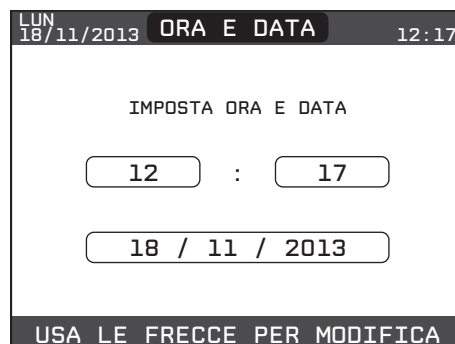 LUN
18/11/2013 ORA E DATA 12:17
IMPOSTA ORA E DATA
12 : 17
18 / 11 / 2013
USA LE FRECCE PER MODIFICA